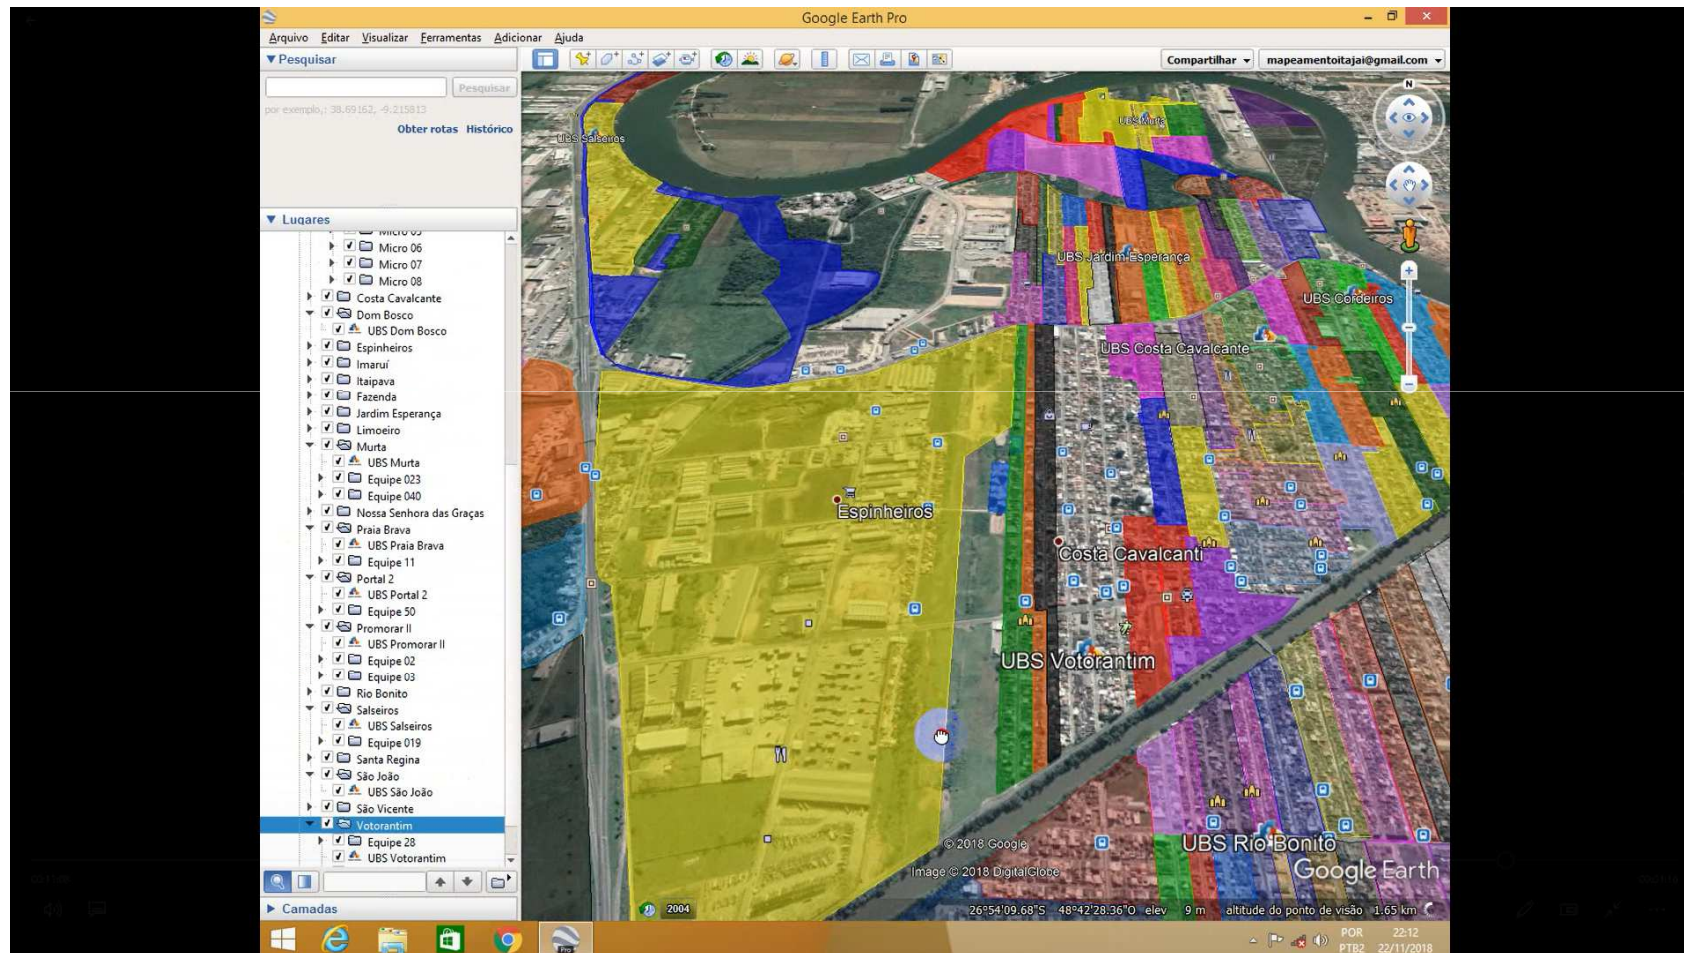 Google Earth Pro
Arquivo Editar Visualizar Ferramentas Adicionar Ajuda
Pesquisar
Pesquisar
por exemplo,: 38.69162, -9.215813
Obter rotas Histórico
Compartilhar
mapeamentoitajai@gmail.com
Lugares
Micro 05
Micro 06
Micro 07
Micro 08
Costa Cavalcante
Dom Bosco
UBS Dom Bosco
Espinheiros
Imaruí
Itaipava
Fazenda
Jardim Esperança
Limoeiro
Murta
UBS Murta
Equipe 023
Equipe 040
Nossa Senhora das Graças
Praia Brava
UBS Praia Brava
Equipe 11
Portal 2
UBS Portal 2
Equipe 50
Promorar II
UBS Promorar II
Equipe 02
Equipe 03
Rio Bonito
Salseiros
UBS Salseiros
Equipe 019
Santa Regina
São João
UBS São João
São Vicente
Votorantim
Equipe 28
UBS Votorantim
Camadas
N
UBS Salseiros
UBS Murta
UBS Jardim Esperança
UBS Cordeiros
UBS Costa Cavalcante
Espinheiros
Costa Cavalcanti
UBS Votorantim
UBS Rio Bonito
© 2018 Google
Image © 2018 DigitalGlobe
Google Earth
2004
26°54'09.68"S 48°42'28.36"O elev 9 m altitude do ponto de visão 1.65 km
Pro
POR
PTB2
22:12
22/11/2018